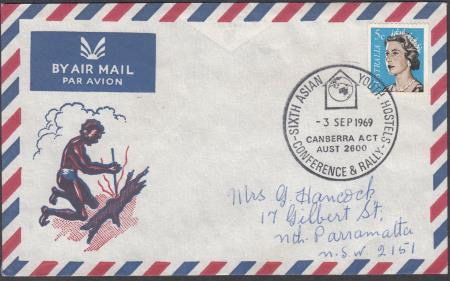 BY AIR MAIL
PAR AVION
AUSTRALIA 5c
SIXTH ASIAN YOUTH HOSTELS
- 3 SEP 1969
CANBERRA ACT
AUST 2600
-CONFERENCE & RALLY-
Mrs G. Hancock
17 Gilbert St,
Nth. Parramatta
N.S.W. 2151